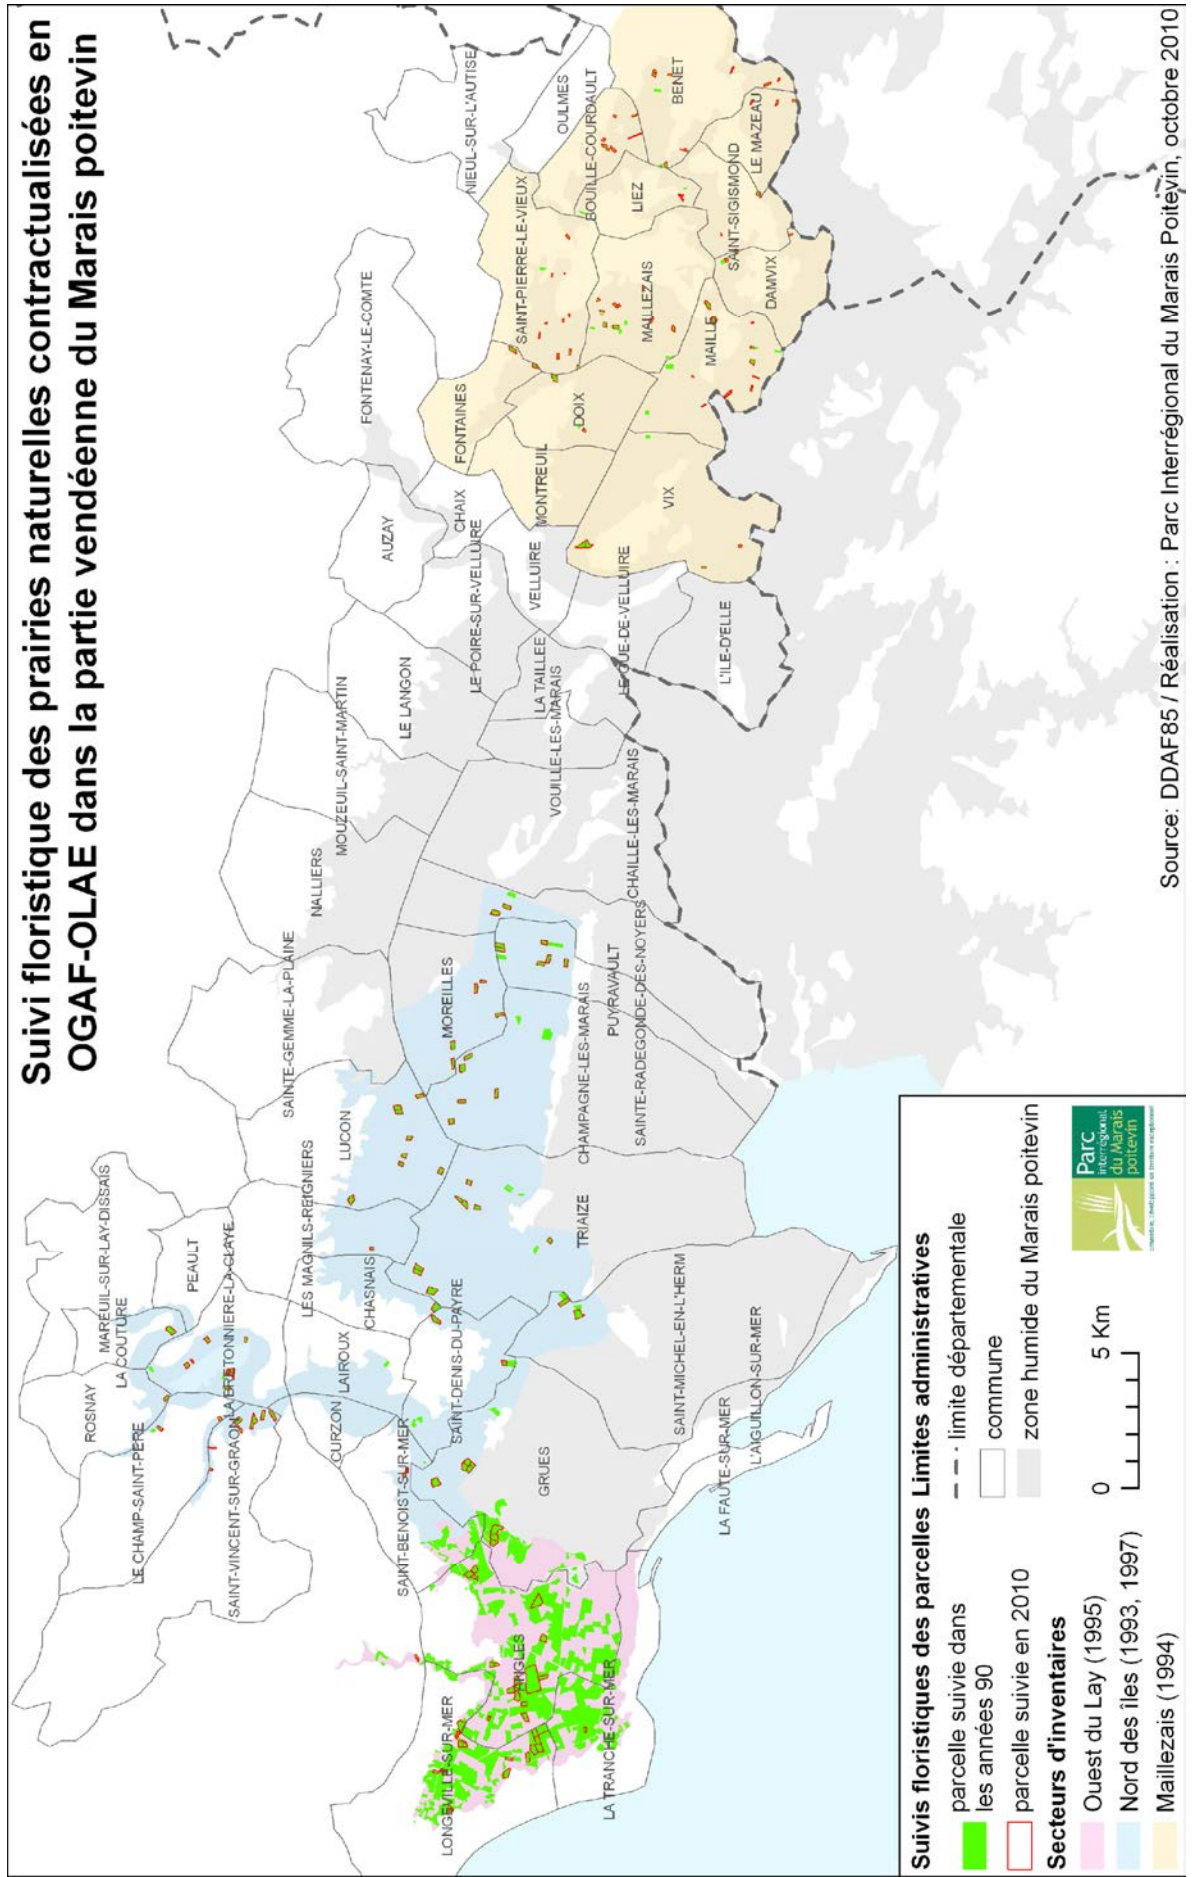 Suivi floristique des prairies naturelles contractualisées en
OGAF-OLAE dans la partie vendéenne du Marais poitevin
NIEUL-SUR-L'AUTISE
OULMES
FONTENAY-LE-COMTE
SAINT-PIERRE-LE-VIEUX
BOUILLE-COURDAULT
BENET
LIEZ
LE MAZEAU
SAINT-SIGISMOND
MAILLEZAIS
MAILLE
DAMVIX
FONTAINES
DOIX
MONTREUIL
VIX
AUZAY
CHAIX
LE POIRE-SUR-VELLUIRE
VELLUIRE
LE GUE-DE-VELLUIRE
L'ILE-D'ELLE
LE LANGON
LA TAILLEE
VOUILLE-LES-MARAIS
MOUZEUIL-SAINT-MARTIN
NALLIERS
CHAILLE-LES-MARAIS
SAINTE-GEMME-LA-PLAINE
MOREILLES
PUYRAVAULT
CHAMPAGNE-LES-MARAIS
SAINTE-RADEGONDE-DES-NOYERS
LUCON
LES MAGNILS-REIGNIERS
CHASNAIS
TRIAIZE
MAREUIL-SUR-LAY-DISSAIS
LA COUTURE
PEAULT
LA BRETONNIERE-LA-CLAYE
ROSNAY
LE CHAMP-SAINT-PERE
SAINT-VINCENT-SUR-GRAON
CURZON
LAIROUX
SAINT-DENIS-DU-PAYRE
SAINT-BENOIST-SUR-MER
GRUES
SAINT-MICHEL-EN-L'HERM
L'AIGUILLON-SUR-MER
LA FAUTE-SUR-MER
ANGLES
LONGEVILLE-SUR-MER
LA TRANCHE-SUR-MER
Suivis floristiques des parcelles
parcelle suivie dans
les années 90
parcelle suivie en 2010
Secteurs d'inventaires
Ouest du Lay (1995)
Nord des îles (1993, 1997)
Maillezais (1994)
Limites administratives
limite départementale
commune
zone humide du Marais poitevin
0 5 Km
Parc
interrégional
du Marais
poitevin
Source: DDAF85 / Réalisation : Parc Interrégional du Marais Poitevin, octobre 2010